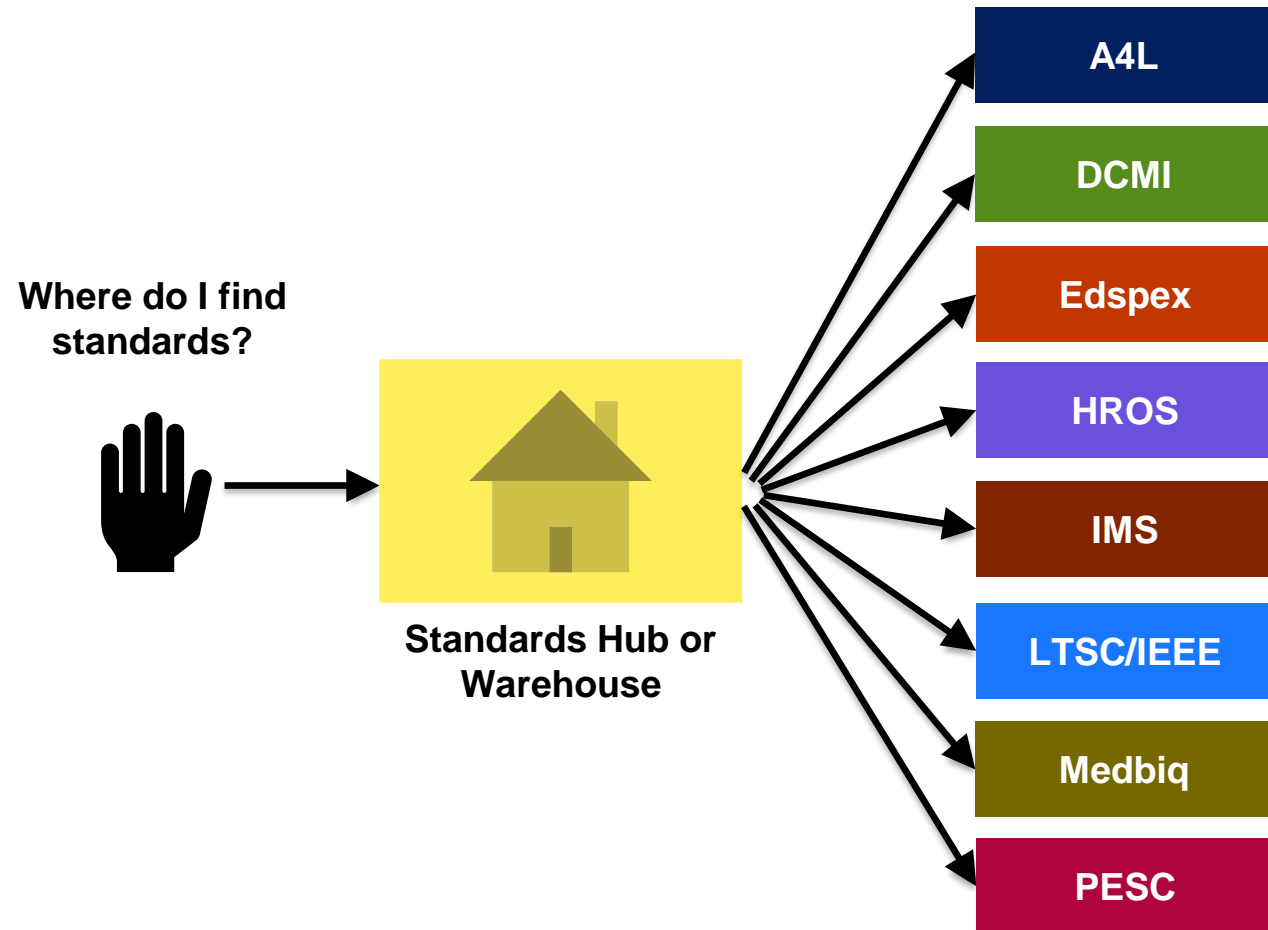 Where do I find
standards?
Standards Hub or
Warehouse
A4L
DCMI
Edspex
HROS
IMS
LTSC/IEEE
Medbiq
PESC